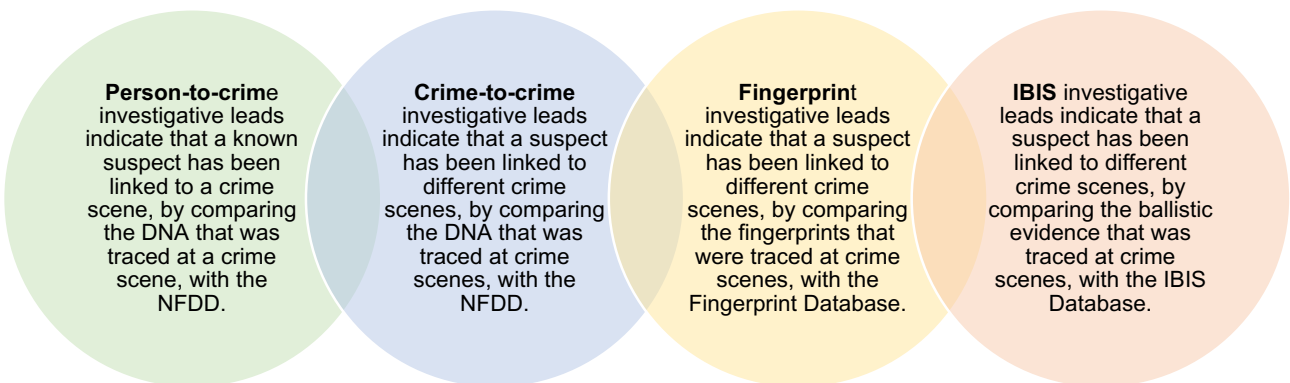 Person-to-crime
investigative leads
indicate that a known
suspect has been
linked to a crime
scene, by comparing
the DNA that was
traced at a crime
scene, with the
NFDD.
Crime-to-crime
investigative leads
indicate that a suspect
has been linked to
different crime
scenes, by comparing
the DNA that was
traced at crime
scenes, with the
NFDD.
Fingerprint
investigative leads
indicate that a suspect
has been linked to
different crime
scenes, by comparing
the fingerprints that
were traced at crime
scenes, with the
Fingerprint Database.
IBIS investigative
leads indicate that a
suspect has been
linked to different
crime scenes, by
comparing the ballistic
evidence that was
traced at crime
scenes, with the IBIS
Database.